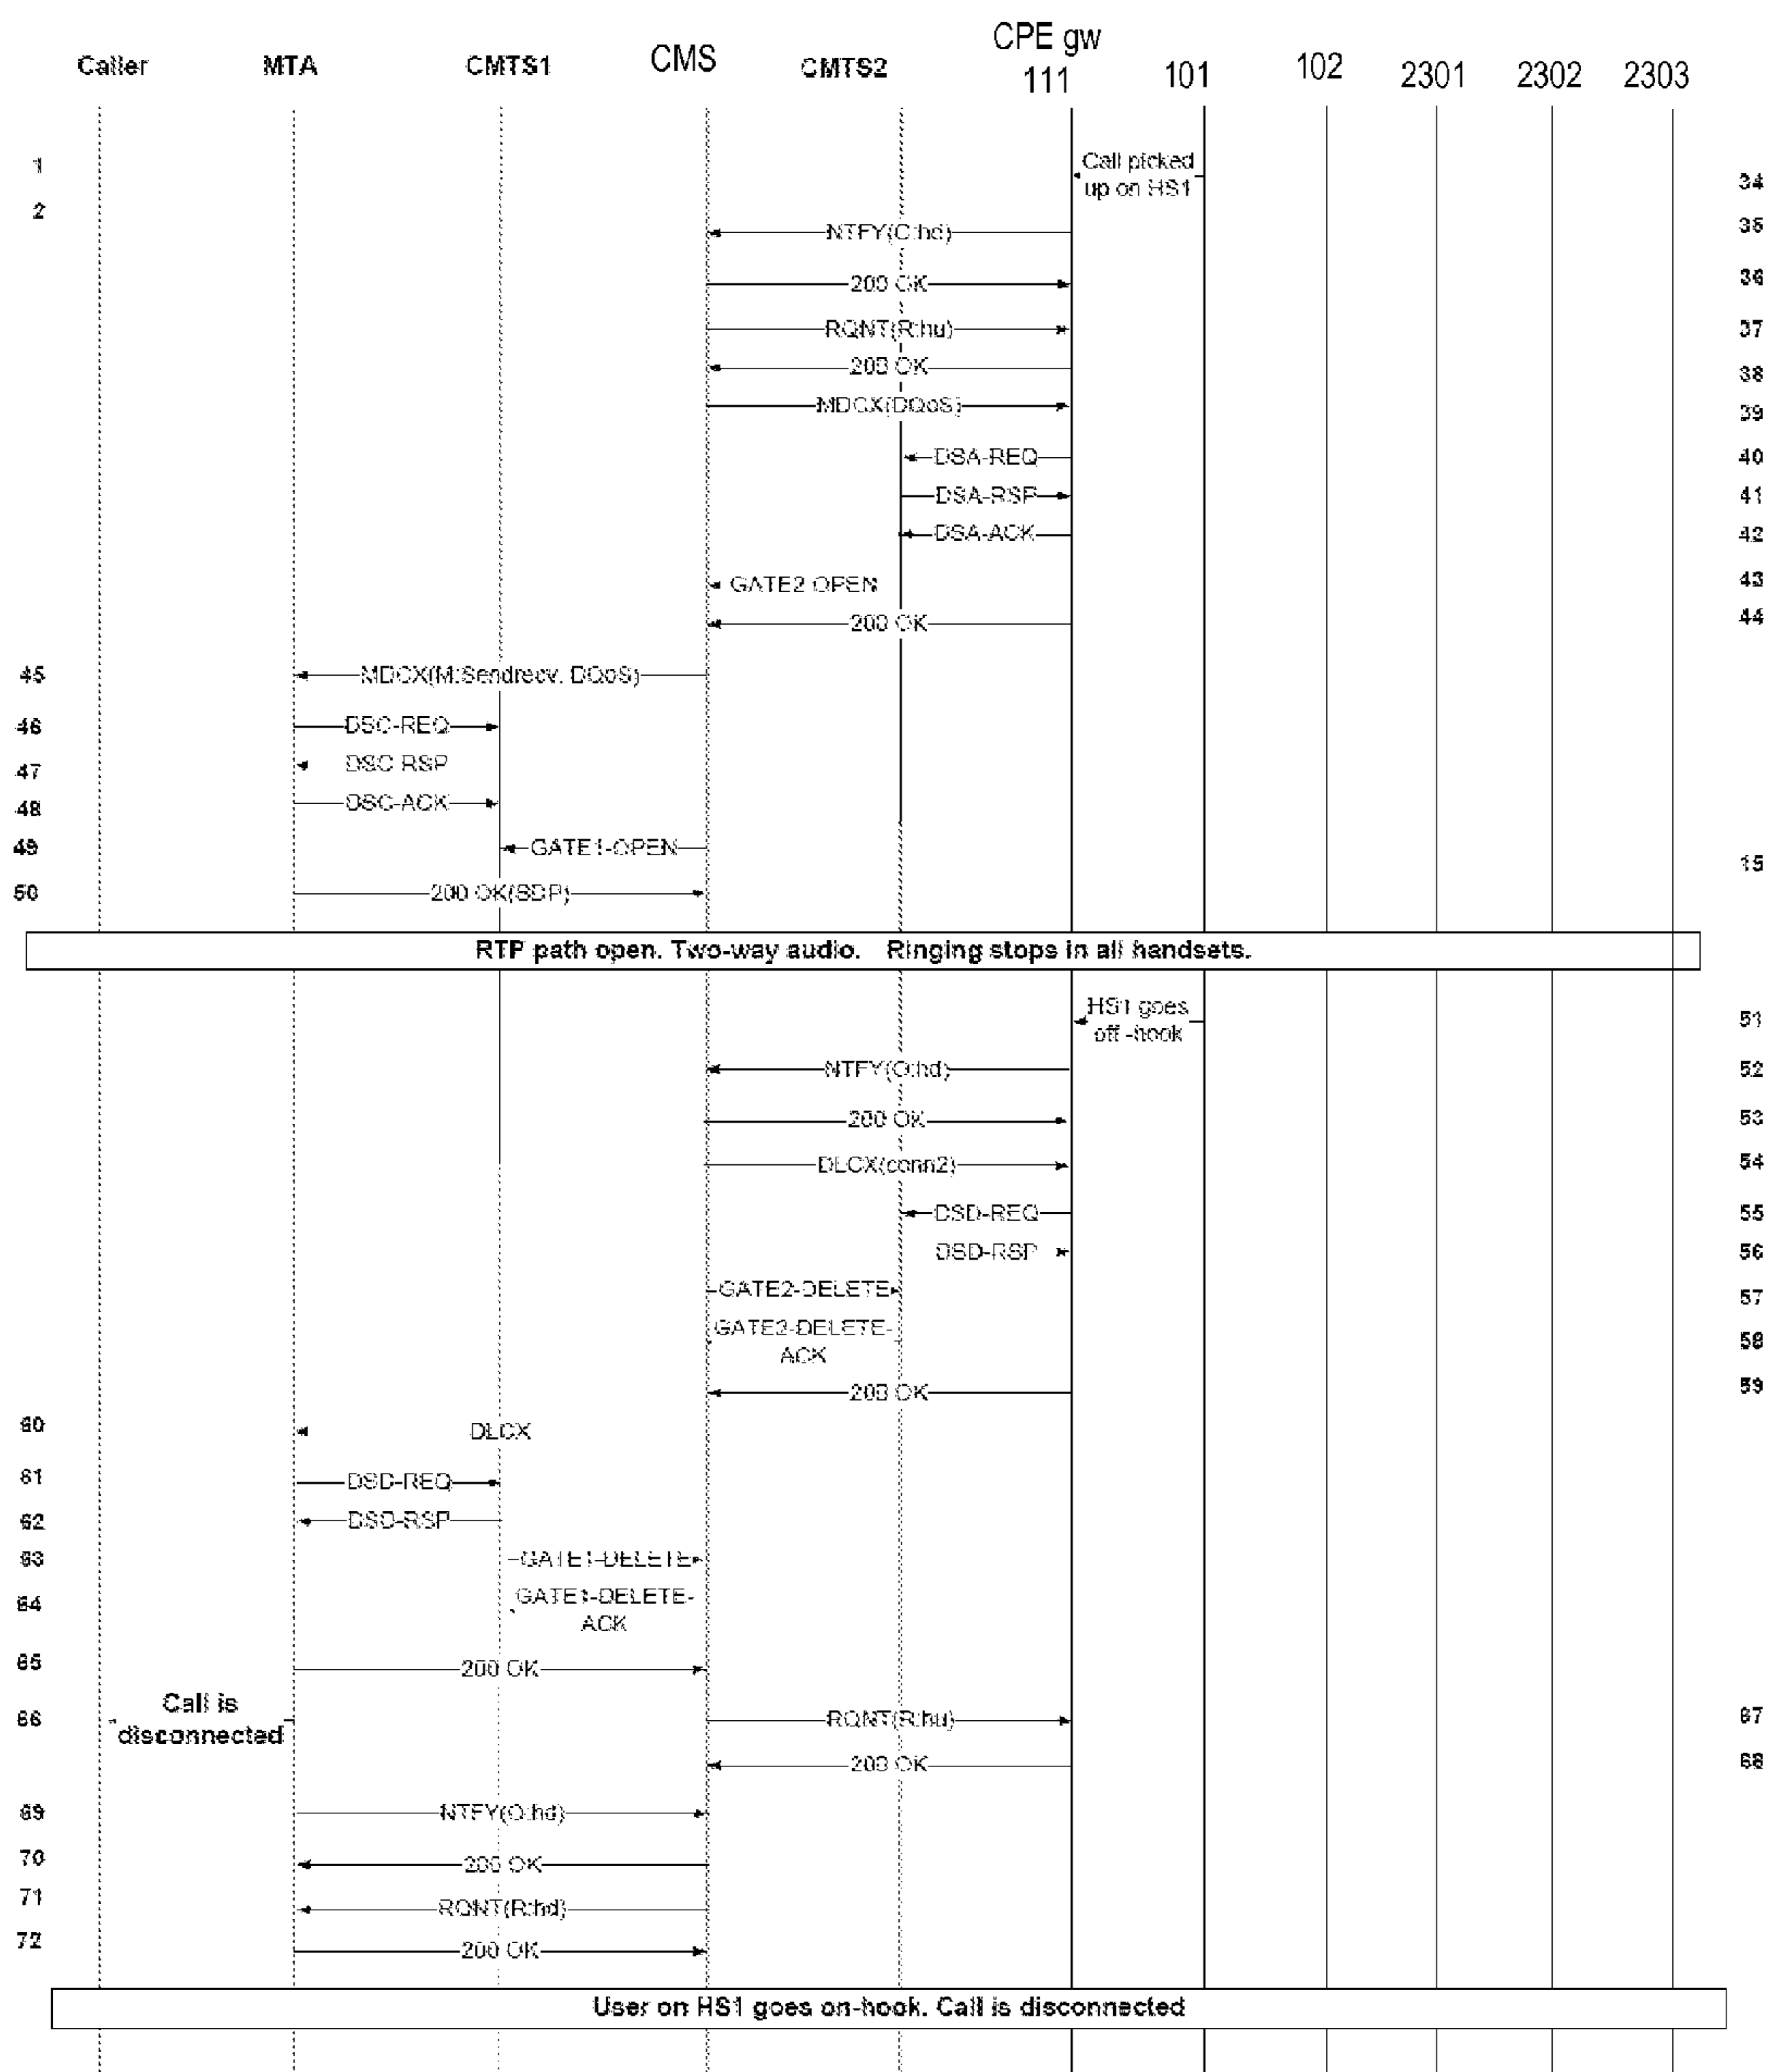 CPE gw
Caller MTA CMTS1 CMS CMTS2 111 101 102 2301 2302 2303
1 Call picked
up on HS1 34
2 NTFY(O:hd) 35
200 OK 36
RQNT(R:hu) 37
200 OK 38
MDCX(DQoS) 39
DSA-REQ 40
DSA-RSP 41
DSA-ACK 42
GATE2 OPEN 43
200 OK 44
45 MDCX(M:Sendrecv. DQoS)
46 DSC-REQ
47 DSC RSP
48 DSC-ACK
49 GATE1-OPEN 15
50 200 OK(SDP)
RTP path open. Two-way audio. Ringing stops in all handsets.
HS1 goes
off -hook 51
NTFY(O:hd) 52
200 OK 53
DLCX(conn2) 54
DSD-REQ 55
DSD-RSP 56
GATE2-DELETE 57
GATE2-DELETE-
ACK 58
200 OK 59
60 DLCX
61 DSD-REQ
62 DSD-RSP
63 GATE1-DELETE
64 GATE1-DELETE-
ACK
65 200 OK
66 Call is
disconnected RQNT(R:hu) 67
200 OK 68
69 NTFY(O:hd)
70 200 OK
71 RQNT(R:hd)
72 200 OK
User on HS1 goes on-hook. Call is disconnected